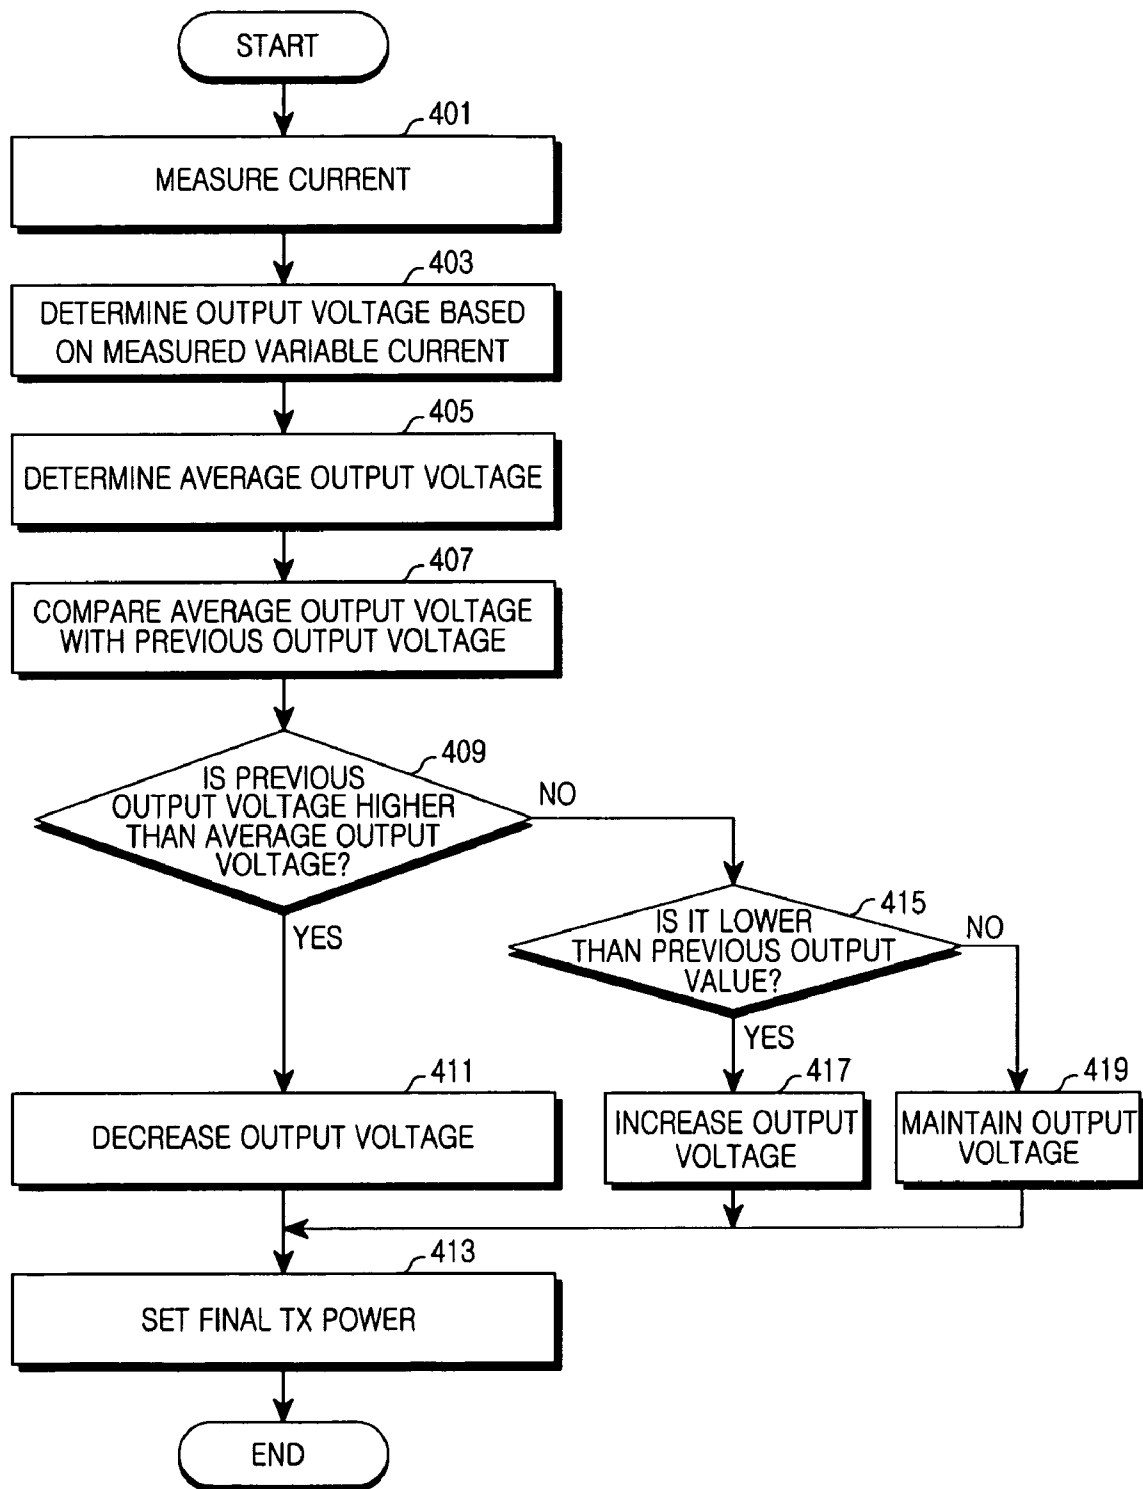 START
401
MEASURE CURRENT
403
DETERMINE OUTPUT VOLTAGE BASED
ON MEASURED VARIABLE CURRENT
405
DETERMINE AVERAGE OUTPUT VOLTAGE
407
COMPARE AVERAGE OUTPUT VOLTAGE
WITH PREVIOUS OUTPUT VOLTAGE
409
IS PREVIOUS
OUTPUT VOLTAGE HIGHER
THAN AVERAGE OUTPUT
VOLTAGE?
NO
YES
415
IS IT LOWER
THAN PREVIOUS OUTPUT
VALUE?
NO
YES
411
DECREASE OUTPUT VOLTAGE
417
INCREASE OUTPUT
VOLTAGE
419
MAINTAIN OUTPUT
VOLTAGE
413
SET FINAL TX POWER
END